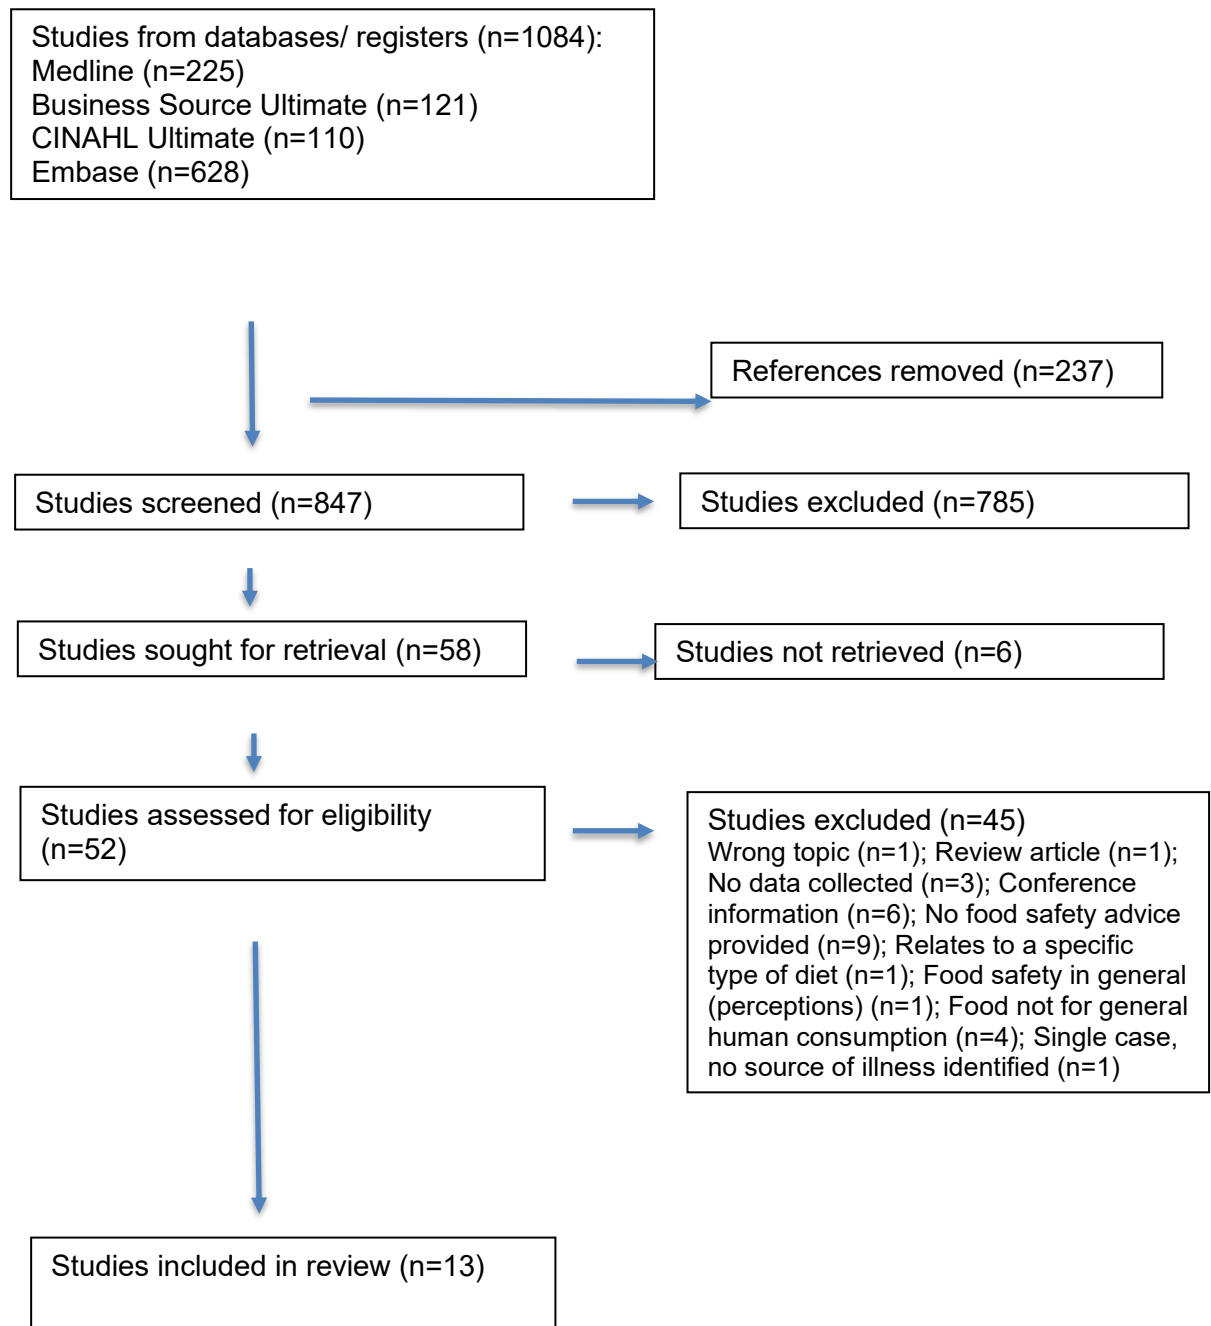 Studies from databases/ registers (n=1084):
Medline (n=225)
Business Source Ultimate (n=121)
CINAHL Ultimate (n=110)
Embase (n=628)
References removed (n=237)
Studies screened (n=847)
Studies excluded (n=785)
Studies sought for retrieval (n=58)
Studies not retrieved (n=6)
Studies assessed for eligibility
(n=52)
Studies excluded (n=45)
Wrong topic (n=1); Review article (n=1);
No data collected (n=3); Conference
information (n=6); No food safety advice
provided (n=9); Relates to a specific
type of diet (n=1); Food safety in general
(perceptions) (n=1); Food not for general
human consumption (n=4); Single case,
no source of illness identified (n=1)
Studies included in review (n=13)